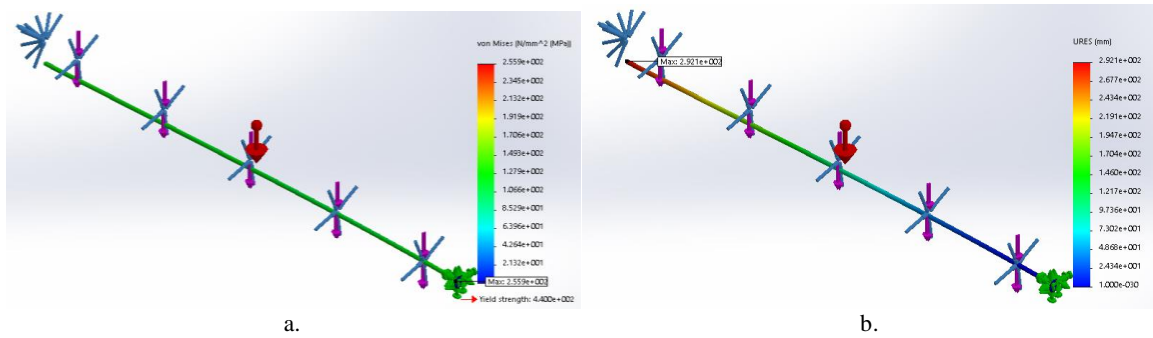 von Mises (N/mm^2 (MPa))
2.559e+002
2.345e+002
2.132e+002
1.919e+002
1.706e+002
1.493e+002
1.279e+002
1.066e+002
8.529e+001
6.396e+001
4.264e+001
2.132e+001
Max: 2.559e+002
Yield strength: 4.400e+002
a.
URES (mm)
2.921e+002
2.677e+002
2.434e+002
2.191e+002
1.947e+002
1.704e+002
1.460e+002
1.217e+002
9.736e+001
7.302e+001
4.868e+001
2.434e+001
1.000e-030
Max: 2.921e+002
b.